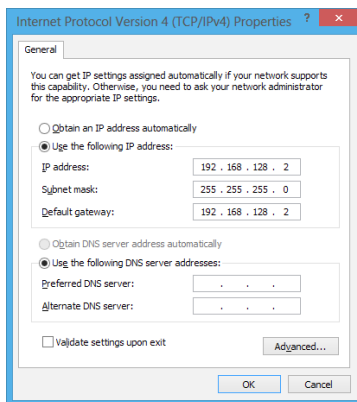 Internet Protocol Version 4 (TCP/IPv4) Properties ? ×
General
You can get IP settings assigned automatically if your network supports
this capability. Otherwise, you need to ask your network administrator
for the appropriate IP settings.
Obtain an IP address automatically
Use the following IP address:
IP address: 192 . 168 . 128 . 2
Subnet mask: 255 . 255 . 255 . 0
Default gateway: 192 . 168 . 128 . 2
Obtain DNS server address automatically
Use the following DNS server addresses:
Preferred DNS server: . . .
Alternate DNS server: . . .
Validate settings upon exit Advanced...
OK Cancel